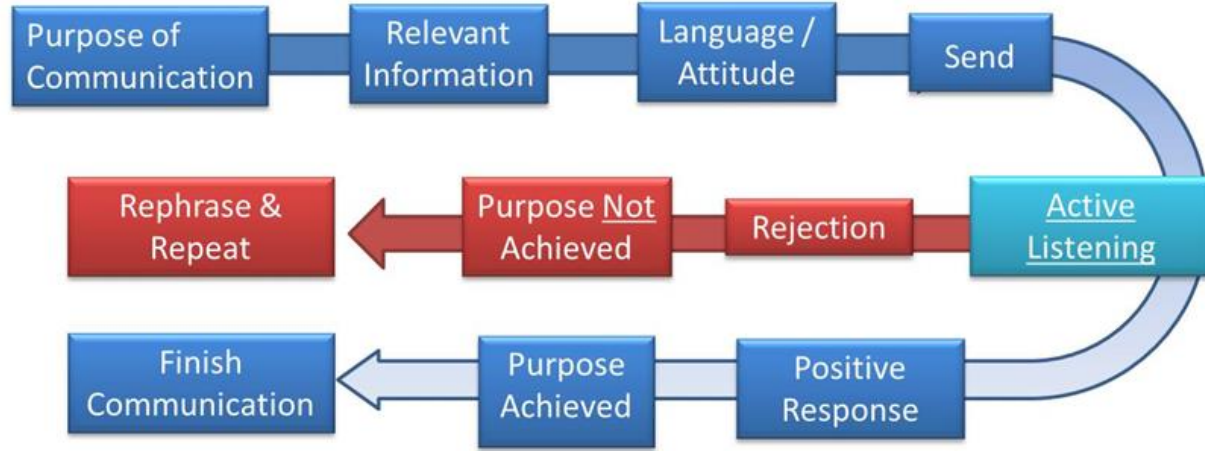 Purpose of
Communication
Relevant
Information
Language /
Attitude
Send
Rephrase &
Repeat
Purpose Not
Achieved
Rejection
Active
Listening
Finish
Communication
Purpose
Achieved
Positive
Response